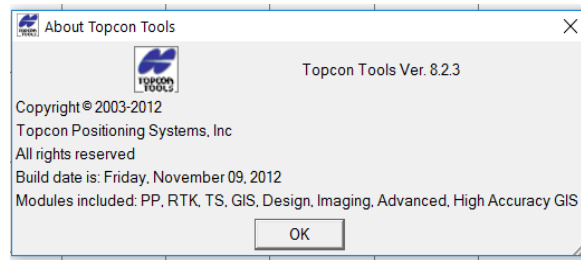 About Topcon Tools
TOPCON
TOOLS
Topcon Tools Ver. 8.2.3
Copyright © 2003-2012
Topcon Positioning Systems, Inc
All rights reserved
Build date is: Friday, November 09, 2012
Modules included: PP, RTK, TS, GIS, Design, Imaging, Advanced, High Accuracy GIS
OK